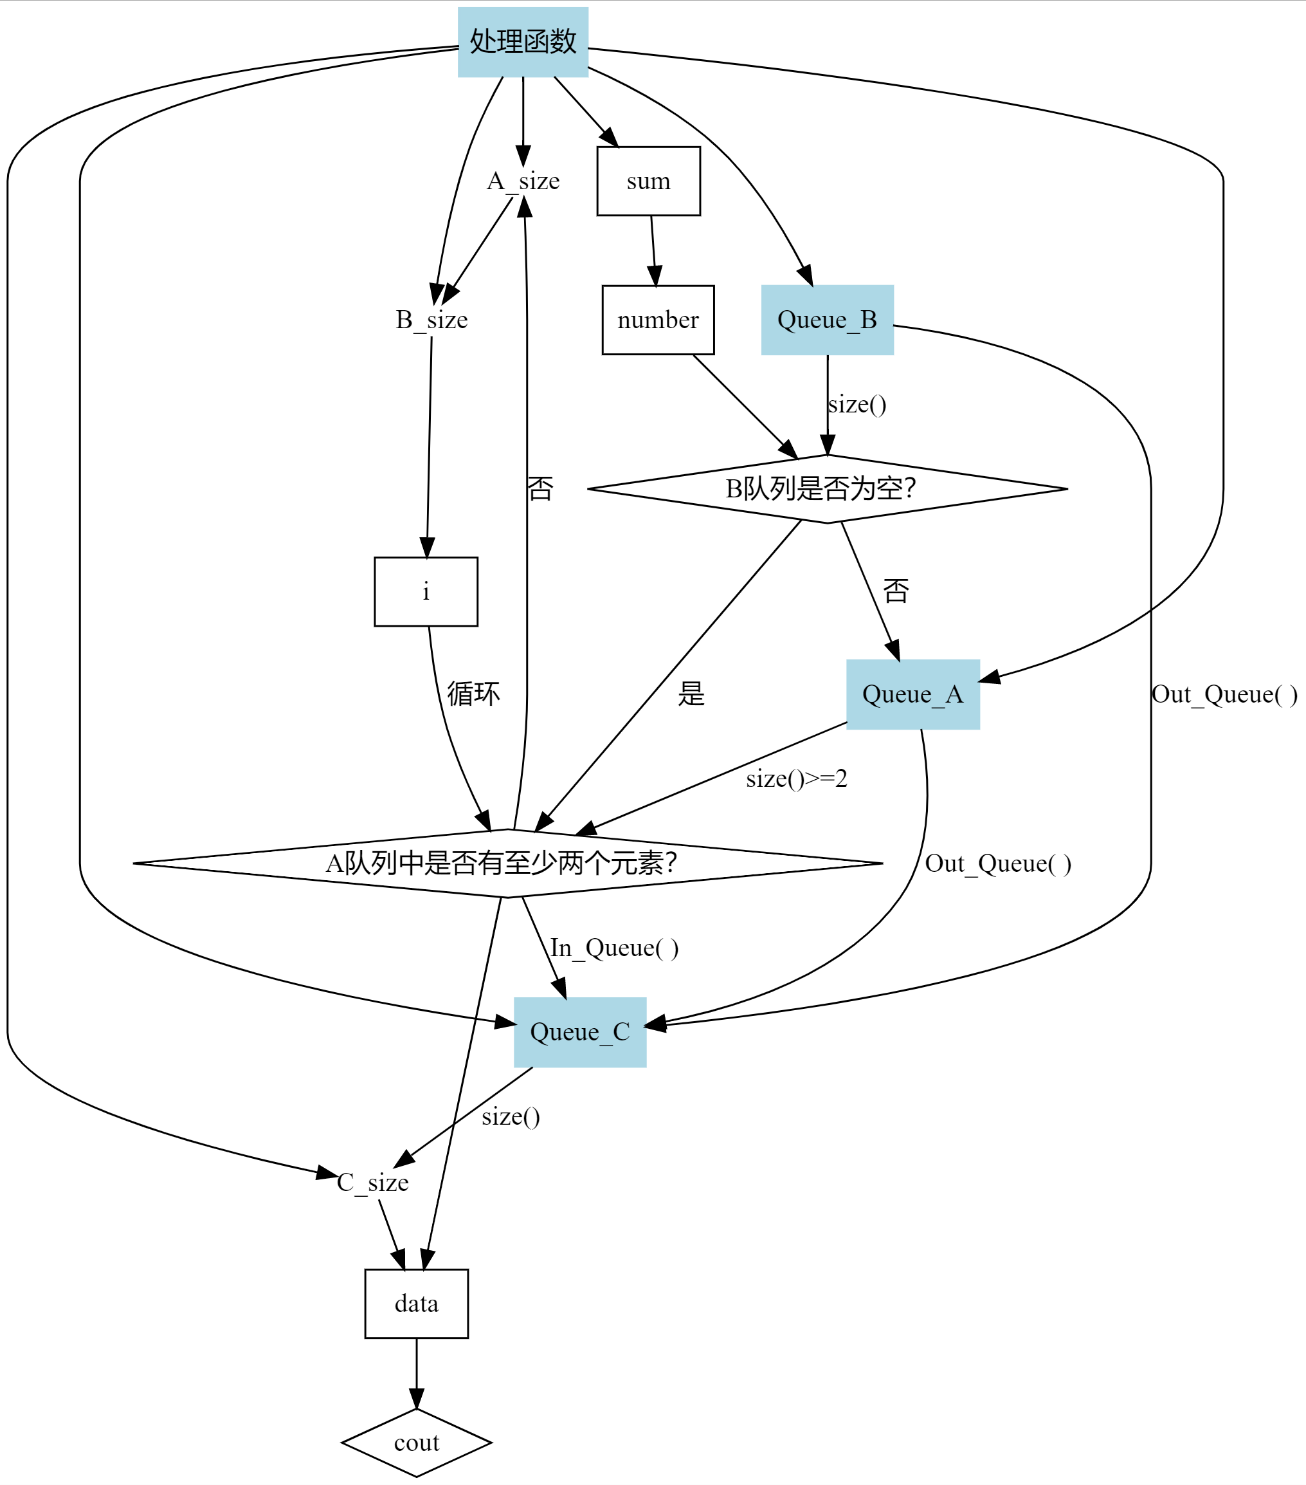 处理函数
A_size
sum
B_size
number
Queue_B
size()
否
B队列是否为空?
i
否
循环
是
Queue_A
Out_Queue( )
size()>=2
A队列中是否有至少两个元素?
Out_Queue( )
In_Queue( )
Queue_C
size()
C_size
data
cout